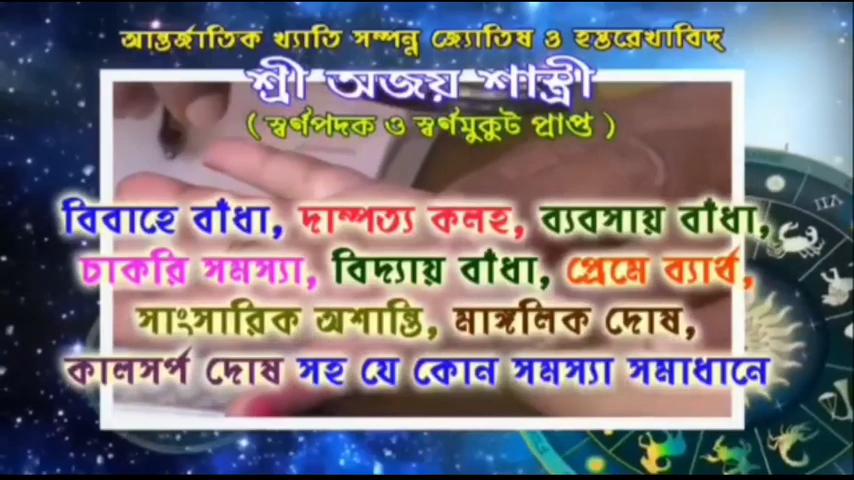 আন্তর্জাতিক খ্যাতি সম্পন্ন জ্যোতিষ ও হস্তরেখাবিদ্
শ্রী অজয় শাস্ত্রী
( স্বর্ণপদক ও স্বর্ণমুকুট প্রাপ্ত )
বিবাহে বাঁধা, দাম্পত্য কলহ, ব্যবসায় বাঁধা,
চাকরি সমস্যা, বিদ্যায় বাঁধা, প্রেমে ব্যার্থ,
সাংসারিক অশান্তি, মাঙ্গলিক দোষ,
কালসর্প দোষ সহ যে কোন সমস্যা সমাধানে